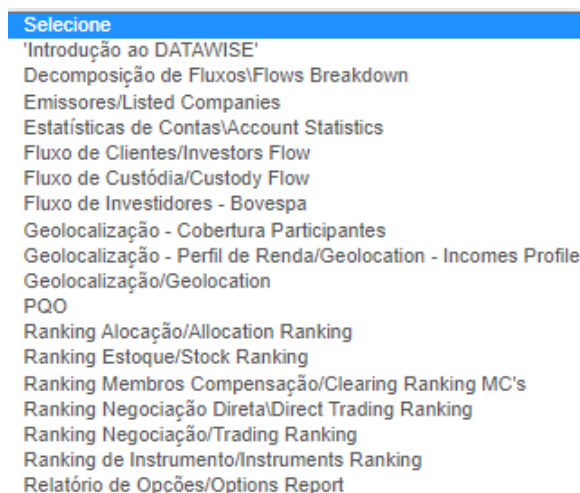 Selecione
'Introdução ao DATAWISE'
Decomposição de Fluxos\Flows Breakdown
Emissores/Listed Companies
Estatísticas de Contas\Account Statistics
Fluxo de Clientes/Investors Flow
Fluxo de Custódia/Custody Flow
Fluxo de Investidores - Bovespa
Geolocalização - Cobertura Participantes
Geolocalização - Perfil de Renda/Geolocation - Incomes Profile
Geolocalização/Geolocation
PQO
Ranking Alocação/Allocation Ranking
Ranking Estoque/Stock Ranking
Ranking Membros Compensação/Clearing Ranking MC's
Ranking Negociação Direta\Direct Trading Ranking
Ranking Negociação/Trading Ranking
Ranking de Instrumento/Instruments Ranking
Relatório de Opções/Options Report